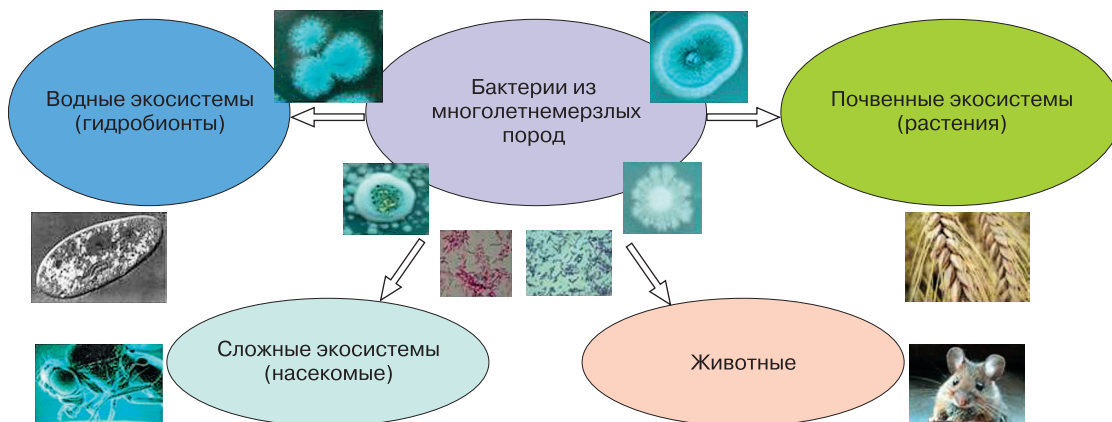 Водные экосистемы
(гидробионты)
Бактерии из
многолетнемерзлых
пород
Почвенные экосистемы
(растения)
Сложные экосистемы
(насекомые)
Животные